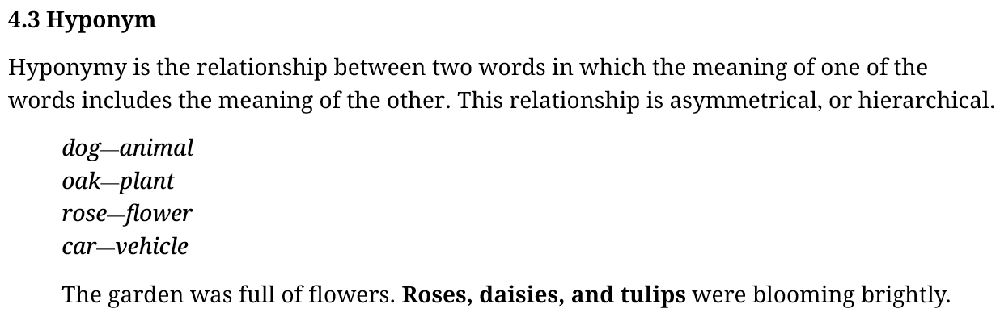 4.3 Hyponym
Hyponymy is the relationship between two words in which the meaning of one of the
words includes the meaning of the other. This relationship is asymmetrical, or hierarchical.
dog—animal
oak—plant
rose—flower
car—vehicle
The garden was full of flowers. Roses, daisies, and tulips were blooming brightly.